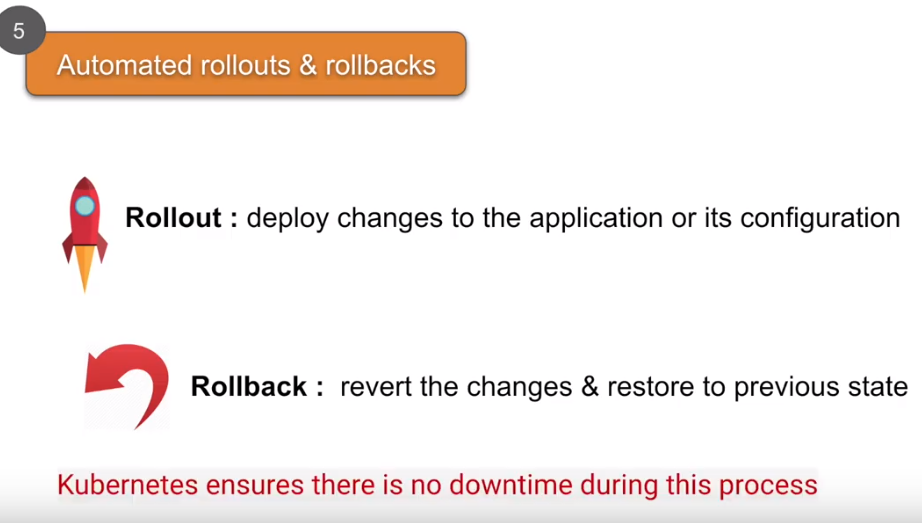 5
Automated rollouts & rollbacks
Rollout : deploy changes to the application or its configuration
Rollback : revert the changes & restore to previous state
Kubernetes ensures there is no downtime during this process